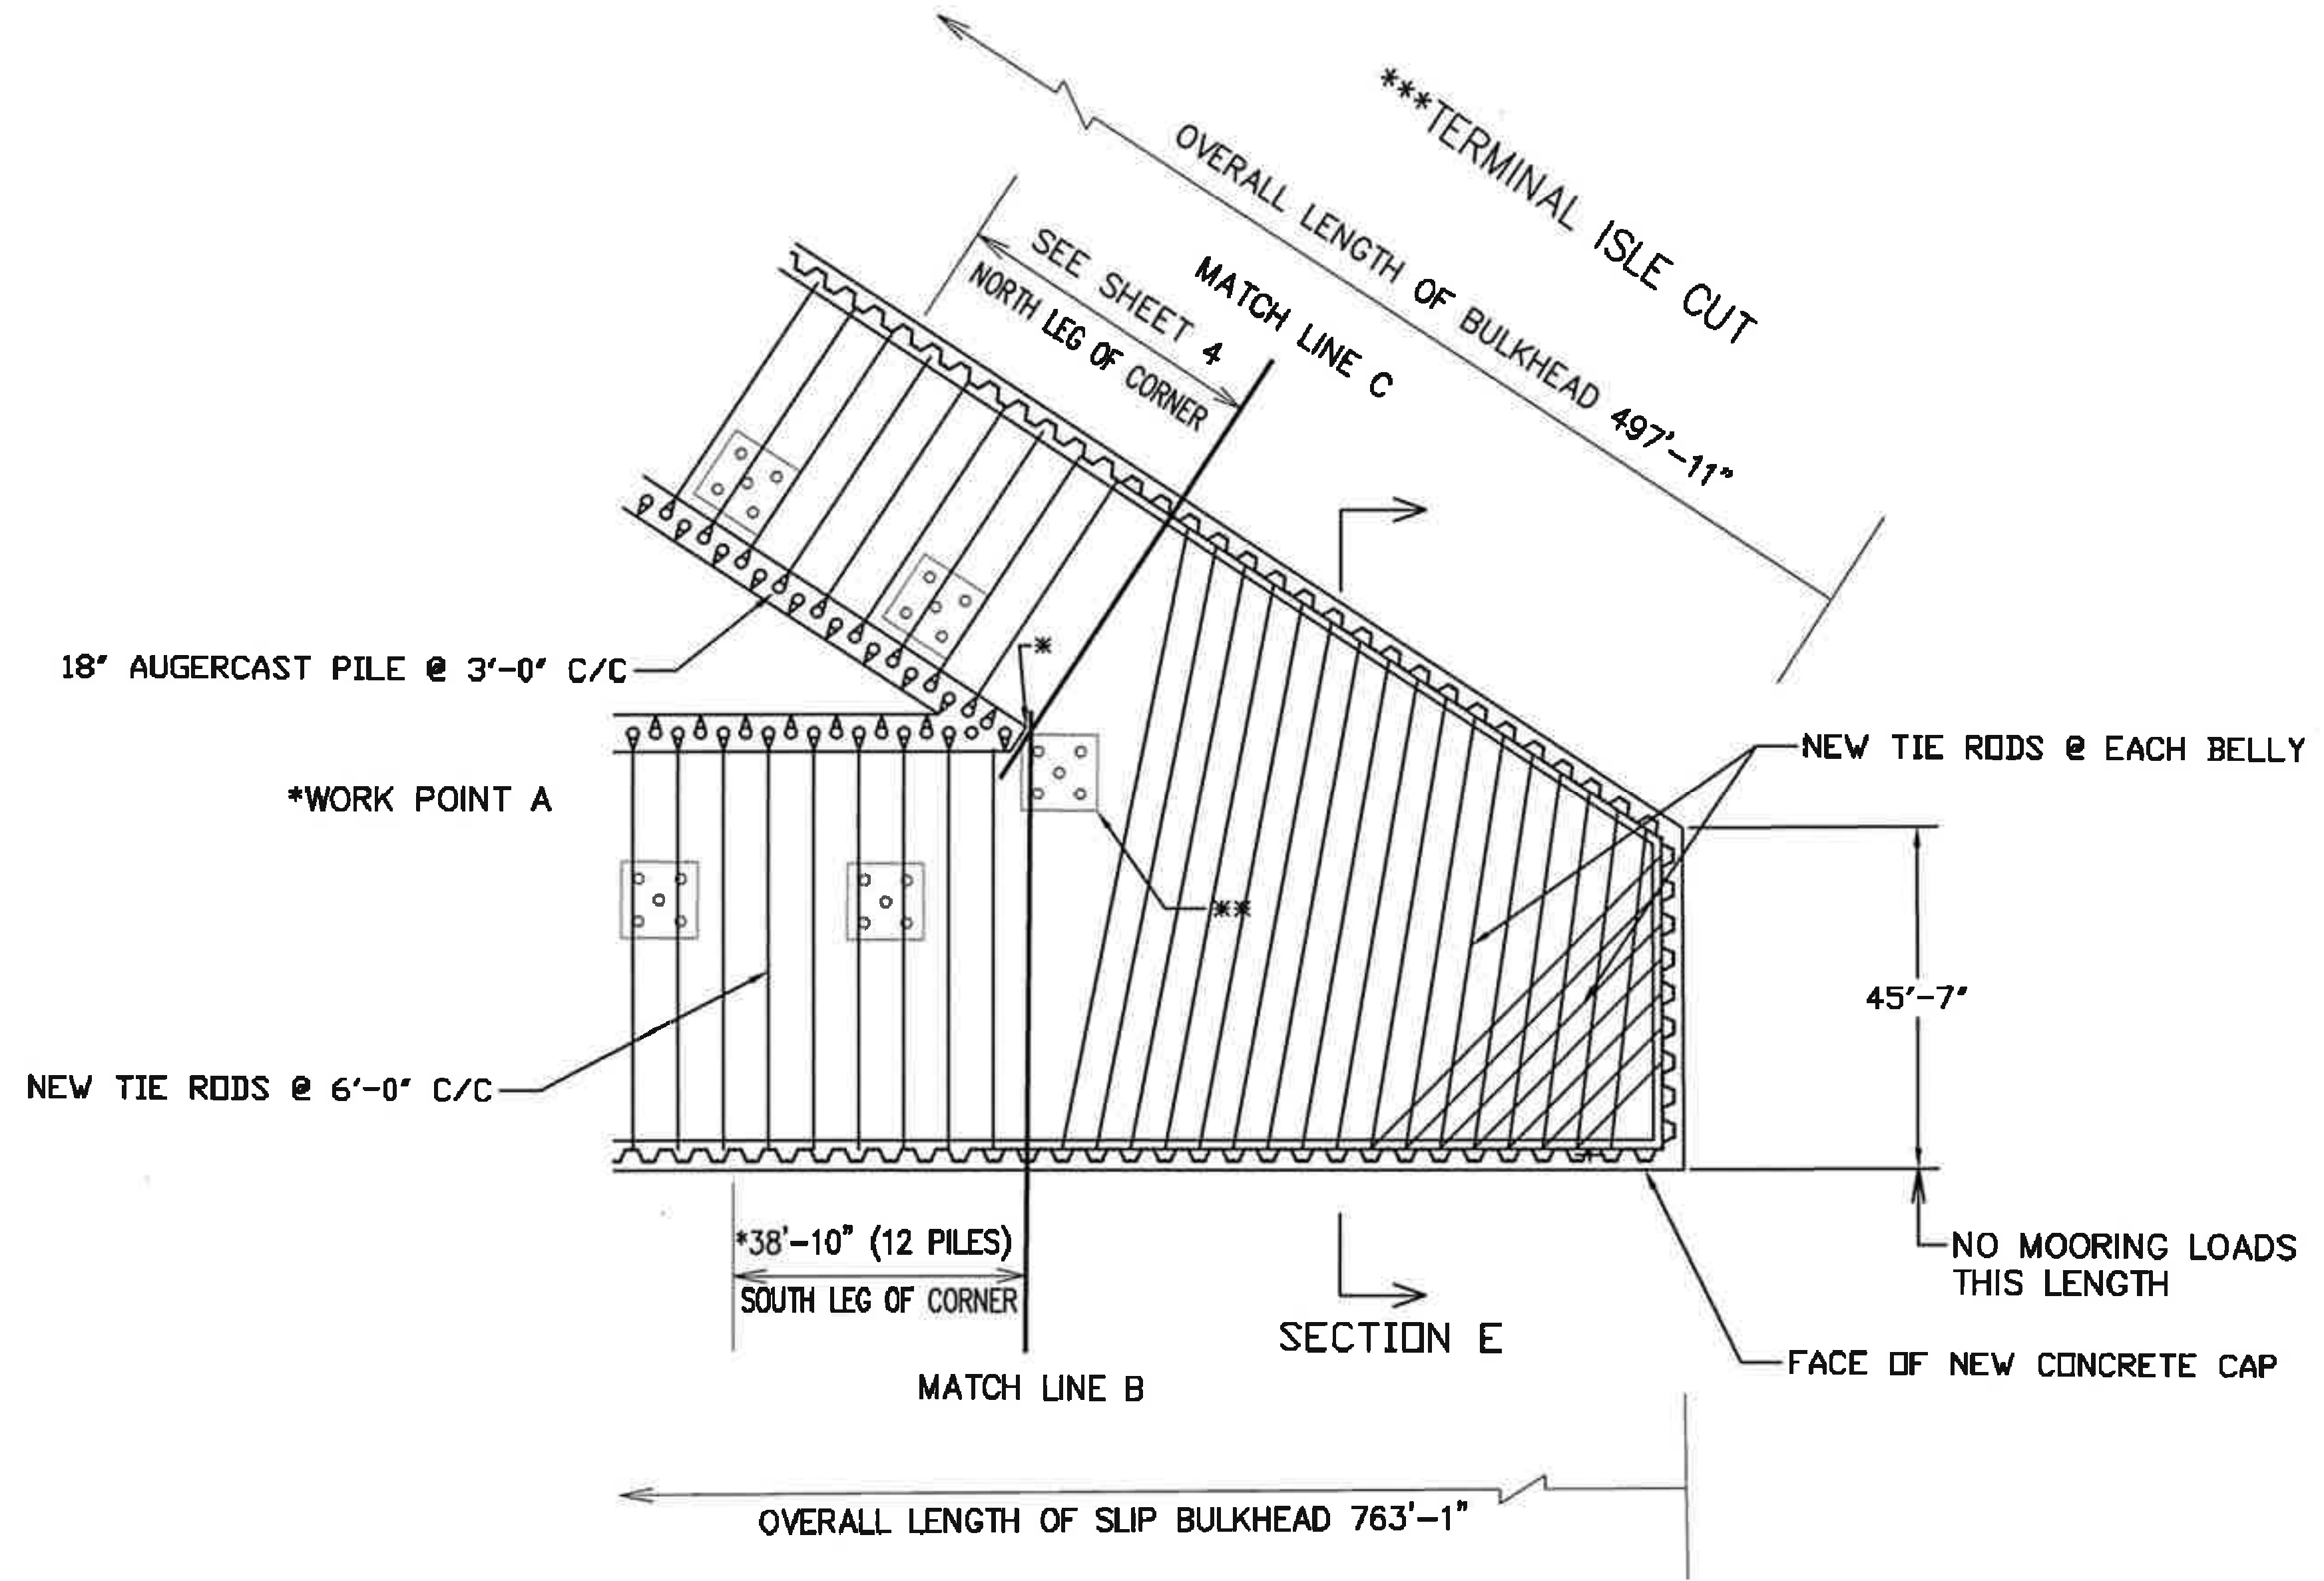 ***TERMINAL ISLE CUT
OVERALL LENGTH OF BULKHEAD 497'-11"
SEE SHEET 4
NORTH LEG OF CORNER
MATCH LINE C
18" AUGERCAST PILE @ 3'-0" C/C
*
*WORK POINT A
NEW TIE RODS @ EACH BELLY
**
45'-7"
NEW TIE RODS @ 6'-0" C/C
*38'-10" (12 PILES)
SOUTH LEG OF CORNER
NO MOORING LOADS
THIS LENGTH
SECTION E
FACE OF NEW CONCRETE CAP
MATCH LINE B
OVERALL LENGTH OF SLIP BULKHEAD 763'-1"